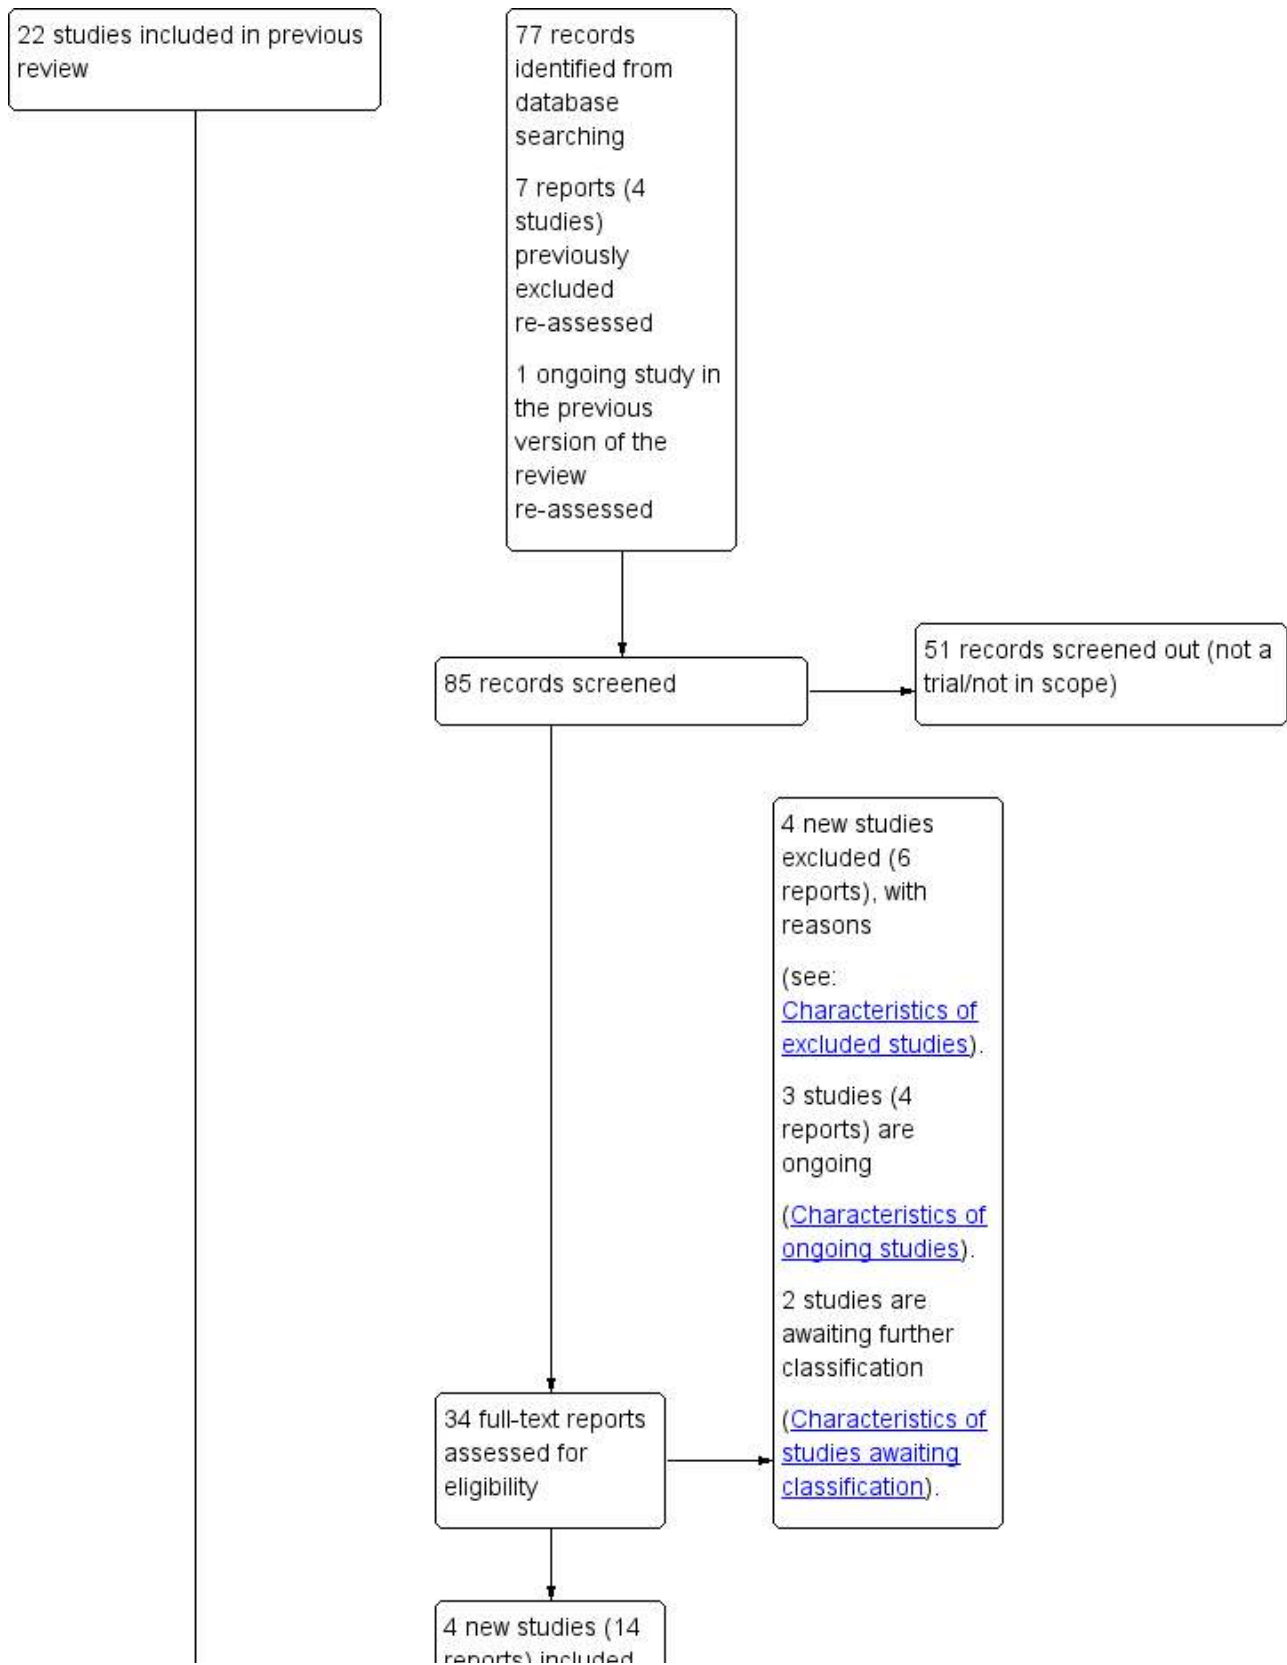 22 studies included in previous
review
77 records
identified from
database
searching
7 reports (4
studies)
previously
excluded
re-assessed
1 ongoing study in
the previous
version of the
review
re-assessed
85 records screened
51 records screened out (not a
trial/not in scope)
4 new studies
excluded (6
reports), with
reasons
(see:
Characteristics of
excluded studies).
3 studies (4
reports) are
ongoing
(Characteristics of
ongoing studies).
2 studies are
awaiting further
classification
(Characteristics of
studies awaiting
classification).
34 full-text reports
assessed for
eligibility
4 new studies (14
reports) included